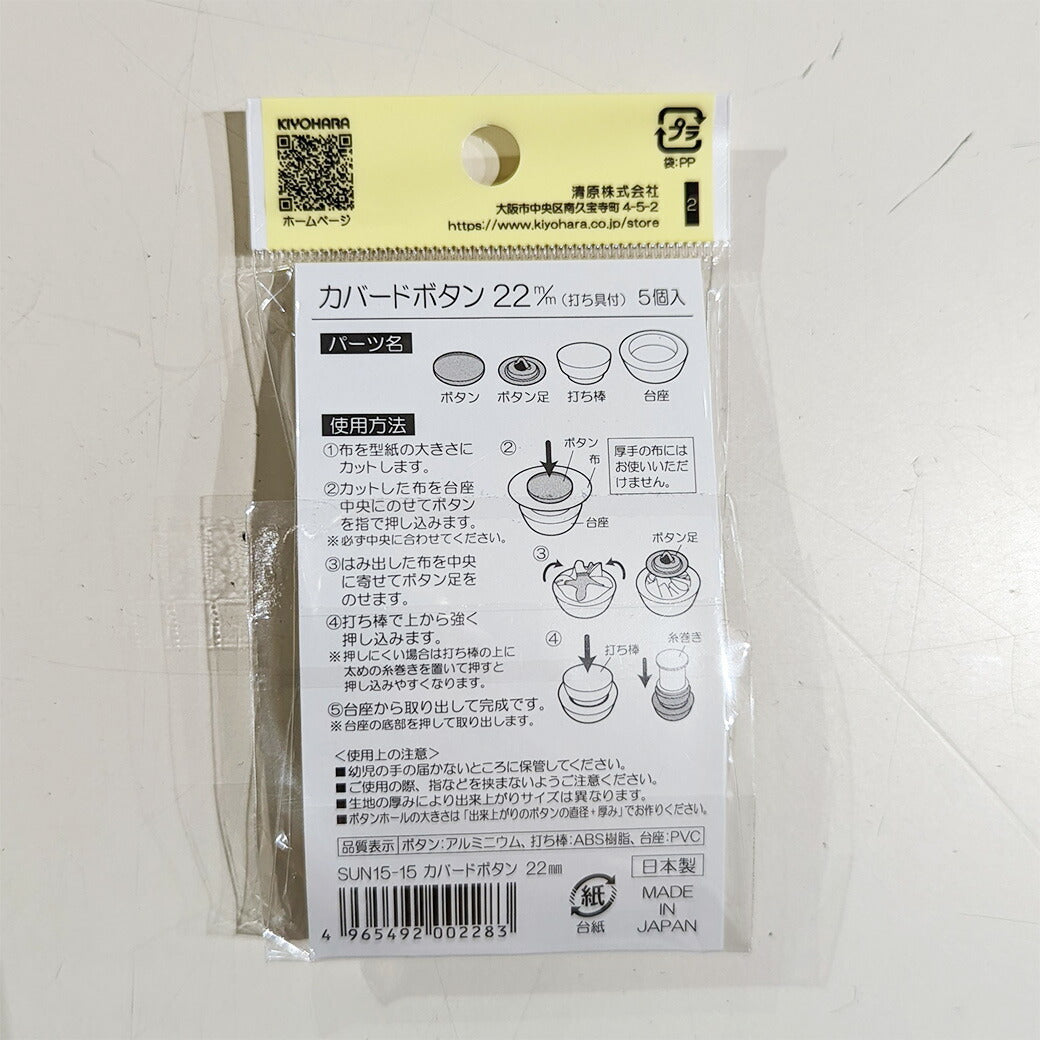 KIYOHARA
ホームページ
プラ
袋:PP
清原株式会社
大阪市中央区南久宝寺町 4-5-2
https://www.kiyohara.co.jp/store
2
カバードボタン 22m/m(打ち具付) 5個入
パーツ名
ボタン ボタン足 打ち棒 台座
使用方法
①布を型紙の大きさに
カットします。
②カットした布を台座
中央にのせてボタン
を指で押し込みます。
※必ず中央に合わせてください。
③はみ出した布を中央
に寄せてボタン足を
のせます。
④打ち棒で上から強く
押し込みます。
※押しにくい場合は打ち棒の上に
太めの糸巻きを置いて押すと
押し込みやすくなります。
⑤台座から取り出して完成です。
※台座の底部を押して取り出します。
②
ボタン
布
台座
厚手の布には
お使いいただ
けません。
③
ボタン足
④
打ち棒
糸巻き
<使用上の注意>
■幼児の手の届かないところに保管してください。
■ご使用の際、指などを挟まないようご注意ください。
■生地の厚みにより出来上がりサイズは異なります。
■ボタンホールの大きさは「出来上がりのボタンの直径+厚み」でお作りください。
品質表示 ボタン:アルミニウム、打ち棒:ABS樹脂、台座:PVC
SUN15-15 カバードボタン 22mm
日本製
4 965492 002283
紙
台紙
MADE
IN
JAPAN